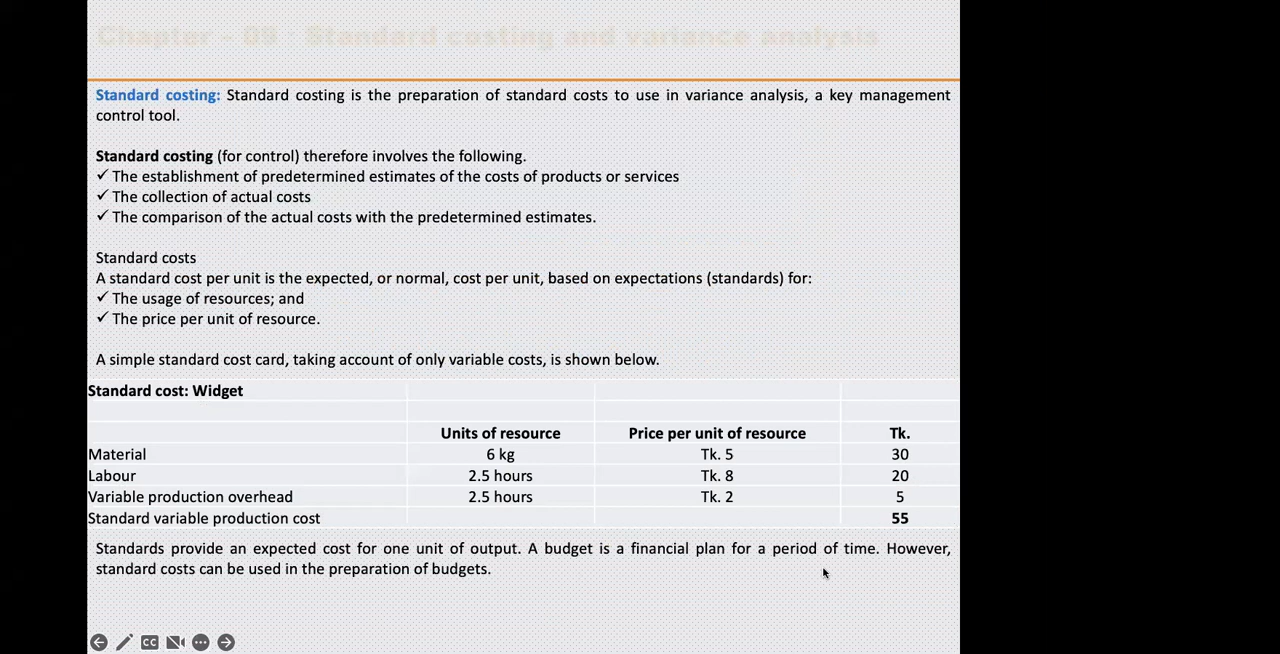 Chapter – 09 : Standard costing and variance analysis
Standard costing: Standard costing is the preparation of standard costs to use in variance analysis, a key management
control tool.
Standard costing (for control) therefore involves the following.
✓ The establishment of predetermined estimates of the costs of products or services
✓ The collection of actual costs
✓ The comparison of the actual costs with the predetermined estimates.
Standard costs
A standard cost per unit is the expected, or normal, cost per unit, based on expectations (standards) for:
✓ The usage of resources; and
✓ The price per unit of resource.
A simple standard cost card, taking account of only variable costs, is shown below.
Standard cost: Widget
Units of resource Price per unit of resource Tk.
Material 6 kg Tk. 5 30
Labour 2.5 hours Tk. 8 20
Variable production overhead 2.5 hours Tk. 2 5
Standard variable production cost 55
Standards provide an expected cost for one unit of output. A budget is a financial plan for a period of time. However,
standard costs can be used in the preparation of budgets.
CC